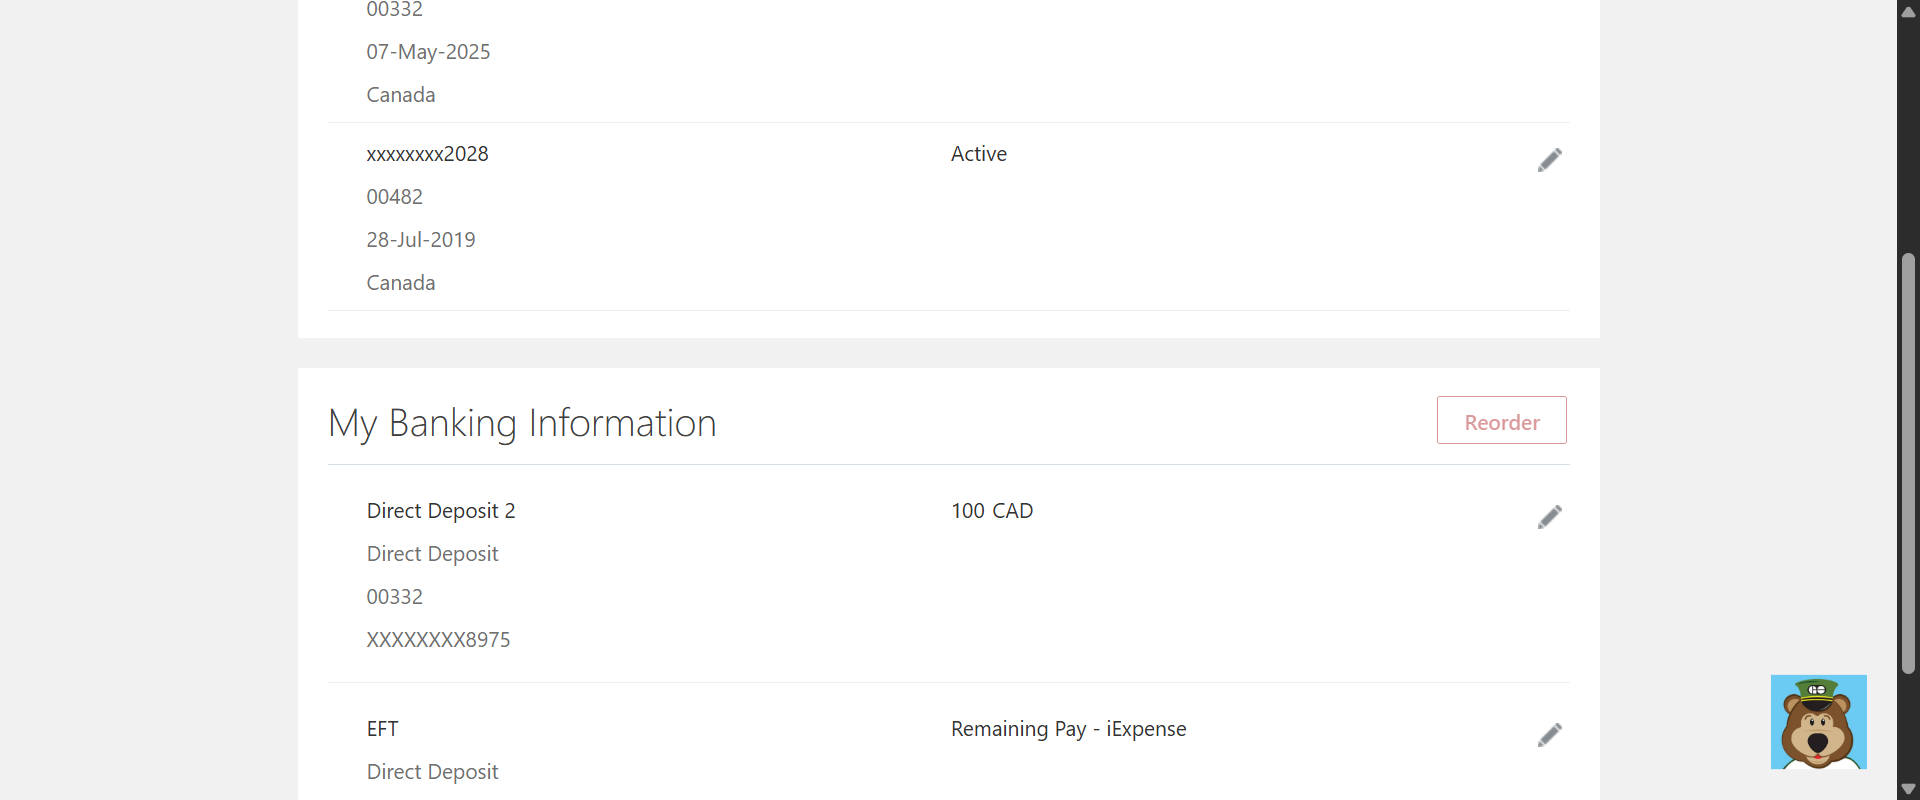 00332
07-May-2025
Canada
xxxxxxxx2028 Active
00482
28-Jul-2019
Canada
My Banking Information Reorder
Direct Deposit 2 100 CAD
Direct Deposit
00332
XXXXXXXX8975
EFT Remaining Pay - iExpense
Direct Deposit
GO